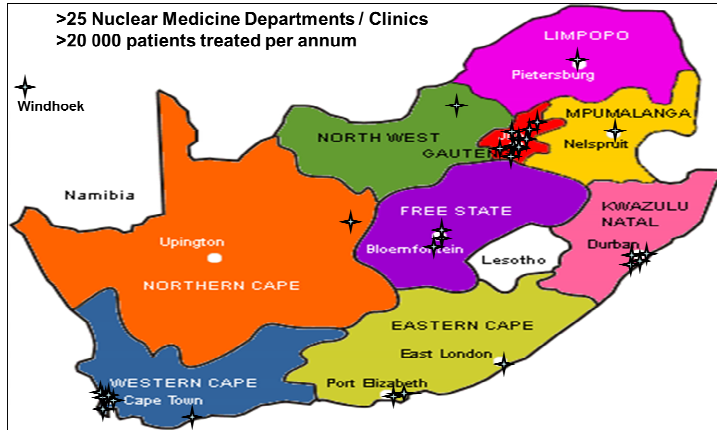 >25 Nuclear Medicine Departments / Clinics
>20 000 patients treated per annum
LIMPOPO
Pietersburg
Windhoek
MPUMALANGA
NORTH WEST
Nelspruit
GAUTENG
Namibia
KWAZULU
NATAL
FREE STATE
Durban
Upington
Bloemfontein
Lesotho
NORTHERN CAPE
EASTERN CAPE
East London
WESTERN CAPE
Port Elizabeth
Cape Town